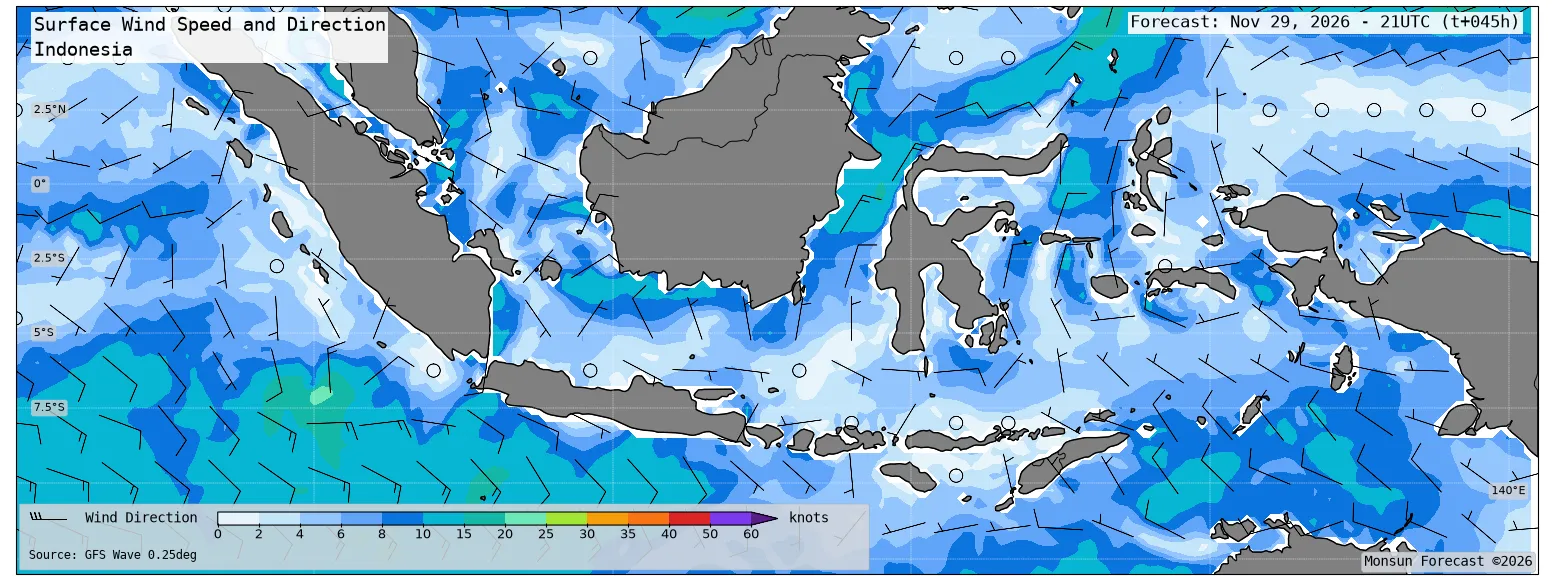 Surface Wind Speed and Direction
Indonesia
Forecast: Nov 29, 2026 - 21UTC (t+045h)
2.5°N
0°
2.5°S
5°S
7.5°S
140°E
Wind Direction
0 2 4 6 8 10 15 20 25 30 35 40 50 60 knots
Source: GFS Wave 0.25deg
Monsun Forecast ©2026